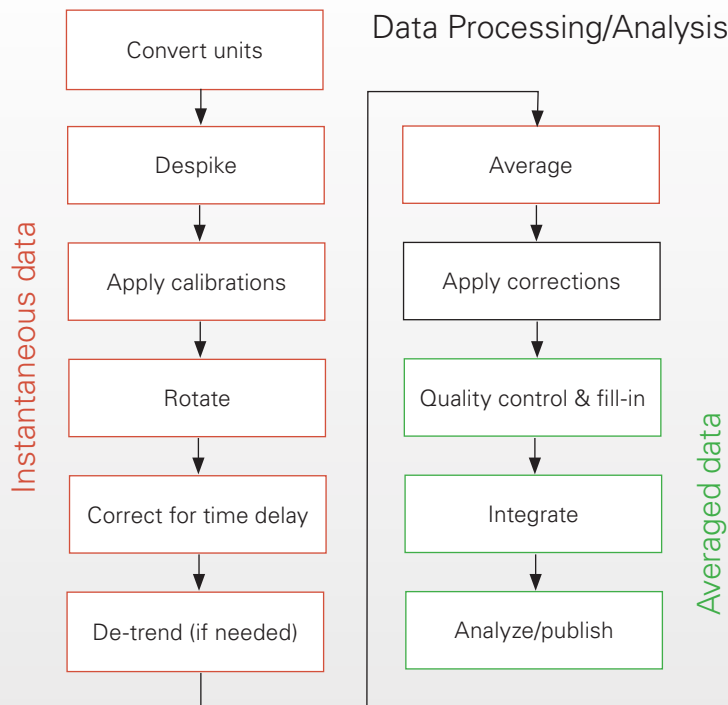 Data Processing/Analysis
Instantaneous data
Convert units
Despike
Apply calibrations
Rotate
Correct for time delay
De-trend (if needed)
Average
Apply corrections
Quality control & fill-in
Integrate
Analyze/publish
Averaged data